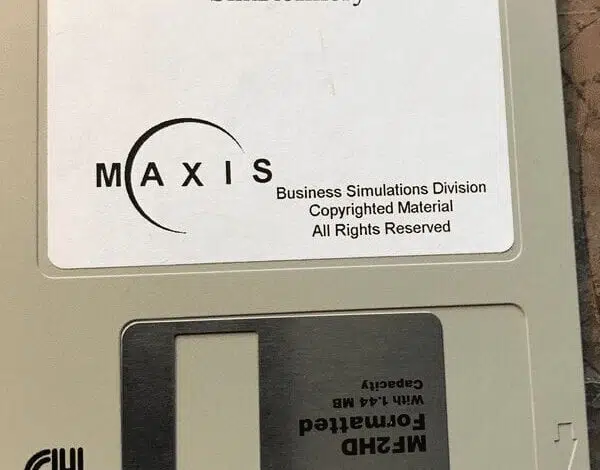 MAXIS
Business Simulations Division
Copyrighted Material
All Rights Reserved
MF2HD
Formatted
With 1.44 MB
Capacity